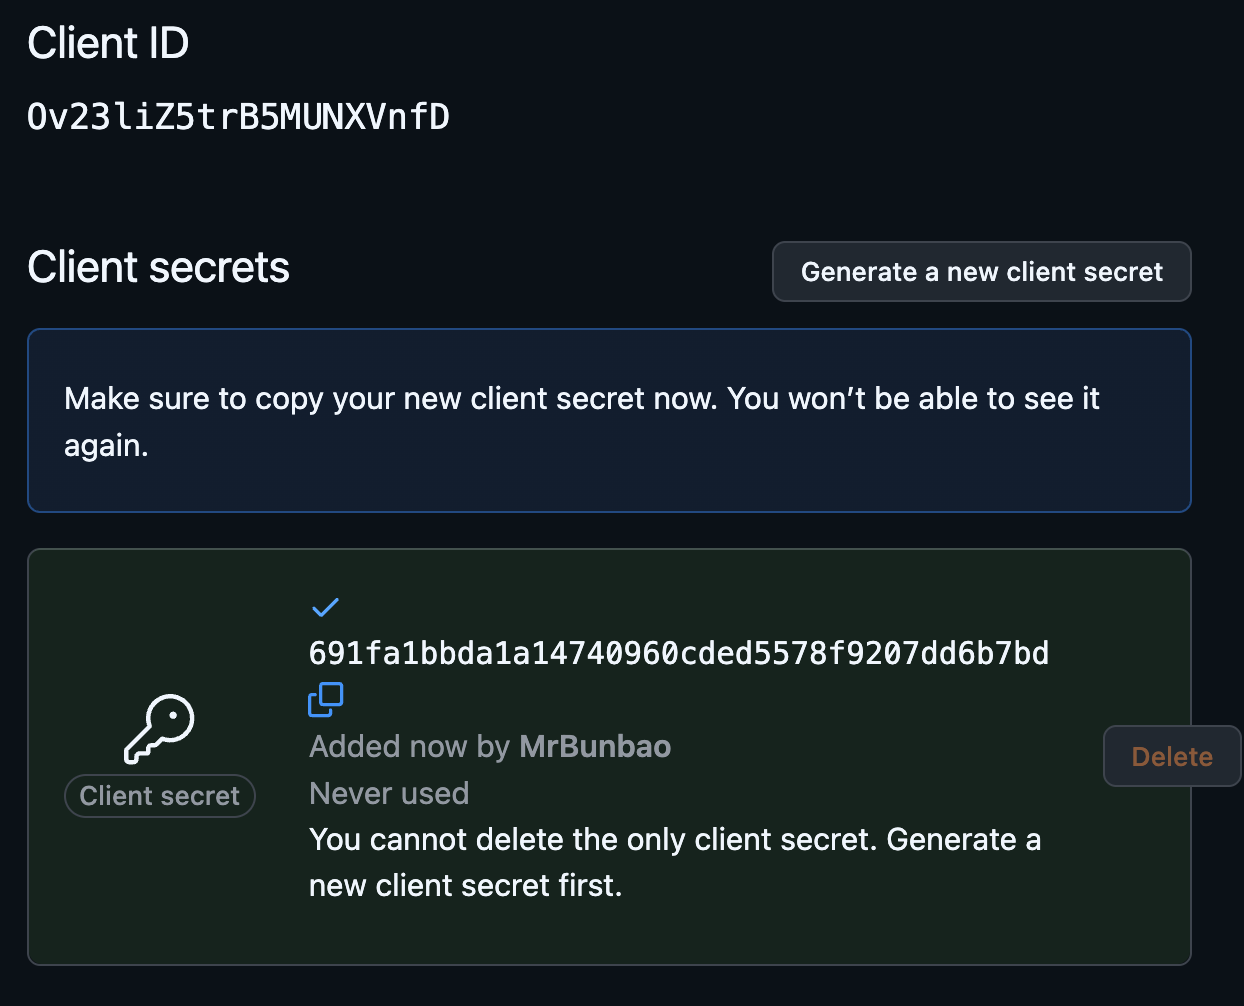 Client ID
Ov23liZ5trB5MUNXVnfD
Client secrets
Generate a new client secret
Make sure to copy your new client secret now. You won’t be able to see it
again.
691fa1bbda1a14740960cded5578f9207dd6b7bd
Added now by MrBunbao
Never used
You cannot delete the only client secret. Generate a
new client secret first.
Client secret
Delete